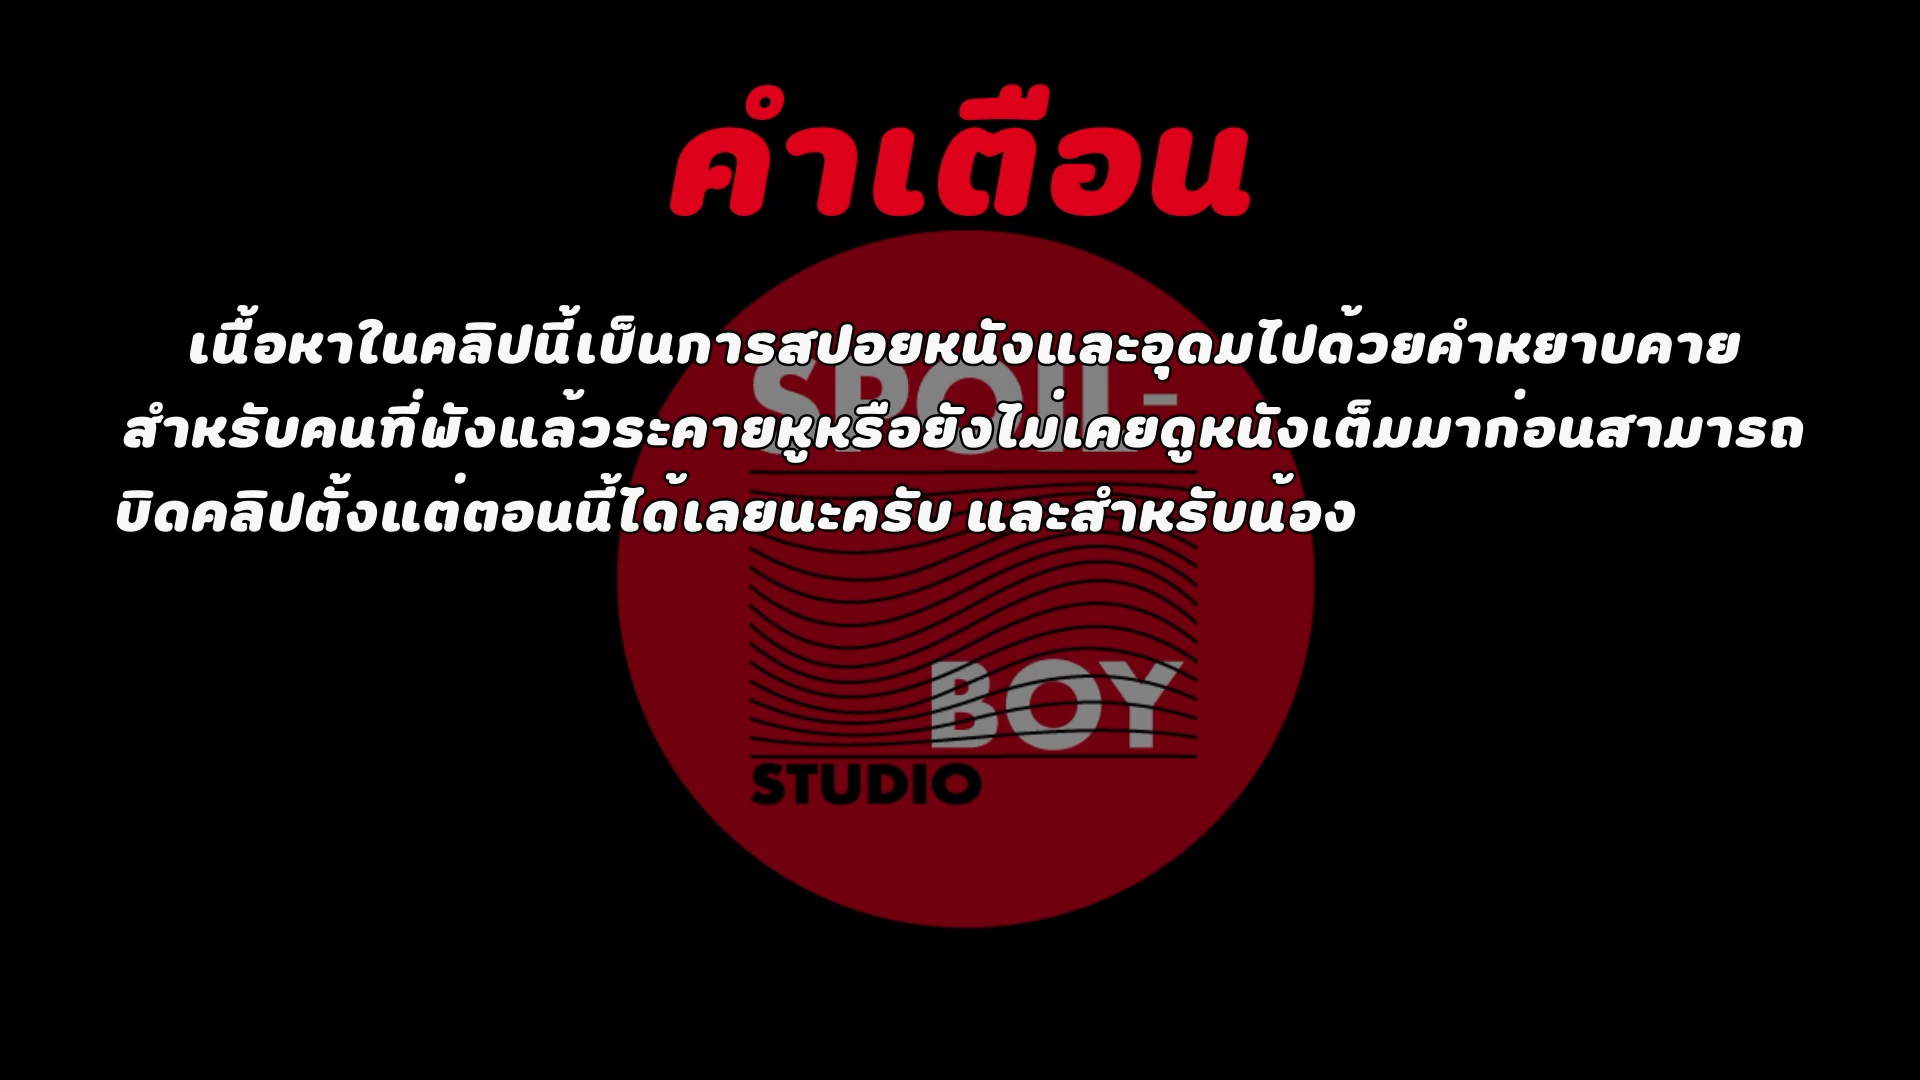 คำเตือน
เนื้อหาในคลิปนี้เป็นการสปอยหนังและอุดมไปด้วยคำหยาบคาย
สำหรับคนที่ฟังแล้วระคายหูหรือยังไม่เคยดูหนังเต็มมาก่อนสามารถ
ปิดคลิปตั้งแต่ตอนนี้ได้เลยนะครับ และสำหรับน้อง
SPOIL-
BOY
STUDIO